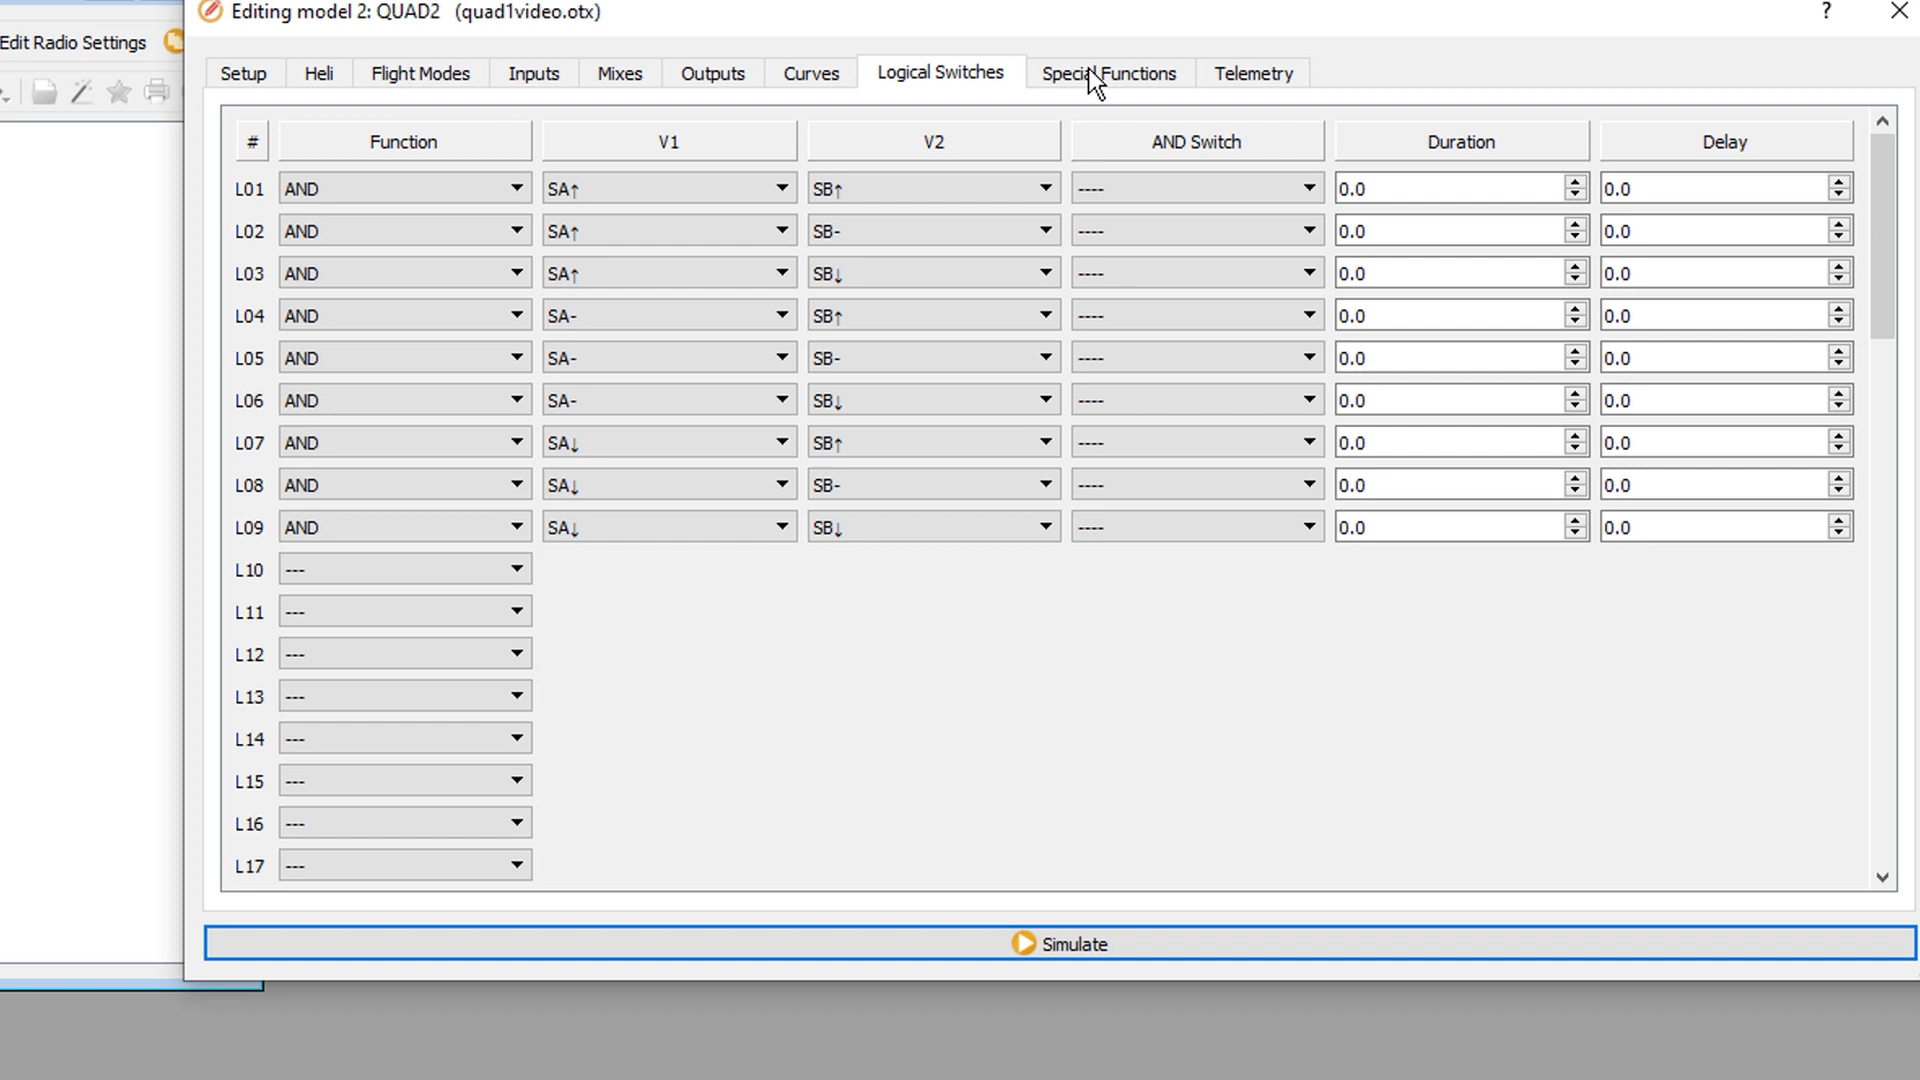 Editing model 2: QUAD2 (quad1video.otx) ?
Edit Radio Settings
Setup Heli Flight Modes Inputs Mixes Outputs Curves Logical Switches Special Functions Telemetry
# Function V1 V2 AND Switch Duration Delay
L01 AND SA↑ SB↑ ---- 0.0 0.0
L02 AND SA↑ SB- ---- 0.0 0.0
L03 AND SA↑ SB↓ ---- 0.0 0.0
L04 AND SA- SB↑ ---- 0.0 0.0
L05 AND SA- SB- ---- 0.0 0.0
L06 AND SA- SB↓ ---- 0.0 0.0
L07 AND SA↓ SB↑ ---- 0.0 0.0
L08 AND SA↓ SB- ---- 0.0 0.0
L09 AND SA↓ SB↓ ---- 0.0 0.0
L10 ---
L11 ---
L12 ---
L13 ---
L14 ---
L15 ---
L16 ---
L17 ---
Simulate